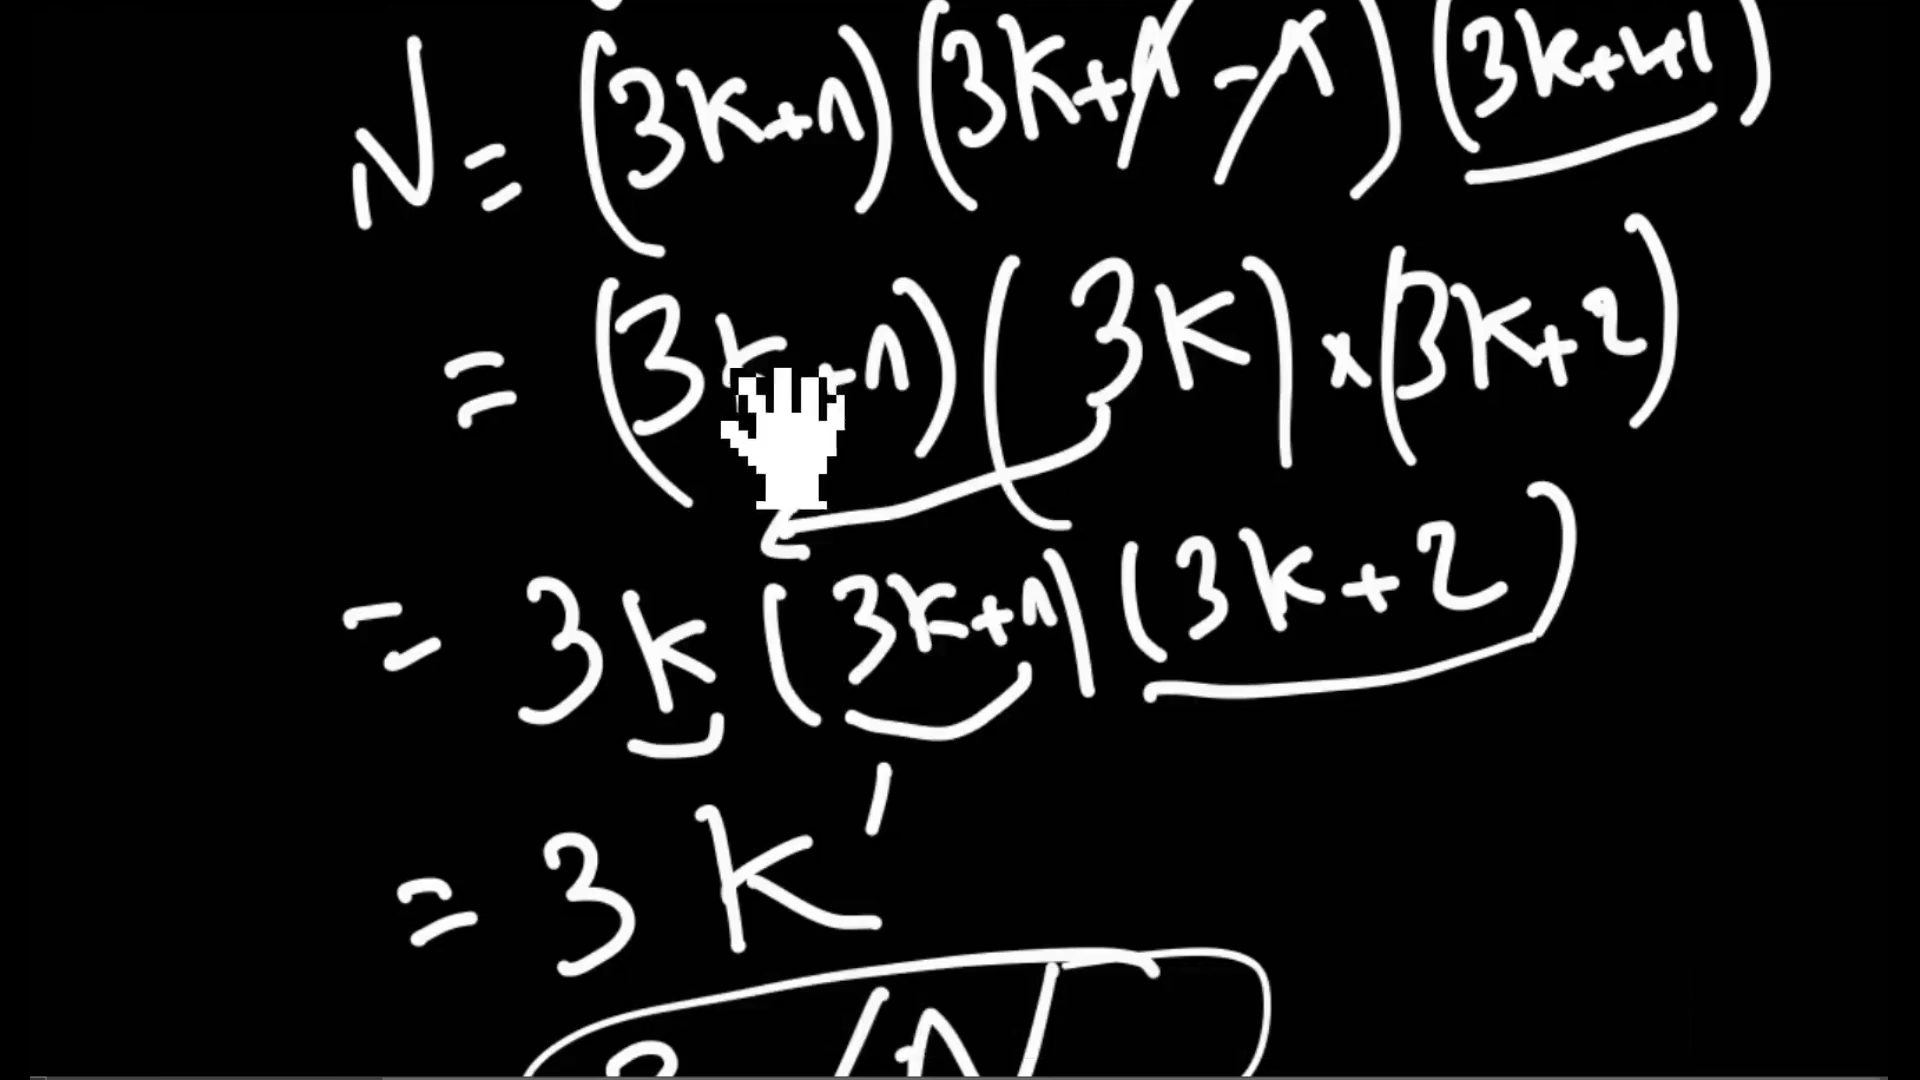 N = (3k+1)(3k+1-1)(3k+1+1)
= (3k+1)(3k)×(3k+2)
= 3k(3k+1)(3k+2)
= 3k'